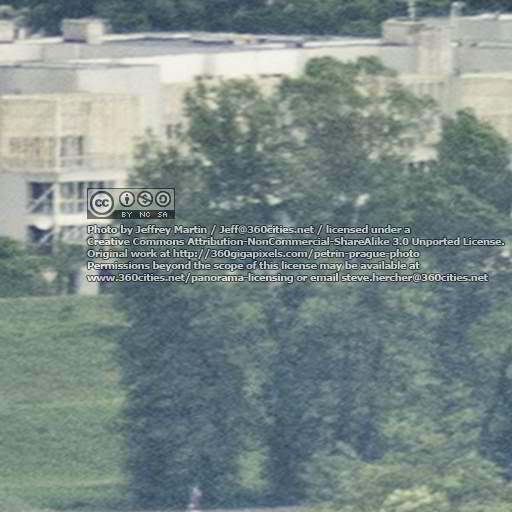 cc BY NC SA
Photo by Jeffrey Martin / Jeff@360cities.net / licensed under a
Creative Commons Attribution-NonCommercial-ShareAlike 3.0 Unported License.
Original work at http://360gigapixels.com/petrin-prague-photo
Permissions beyond the scope of this license may be available at
www.360cities.net/panorama-licensing or email steve.hercher@360cities.net